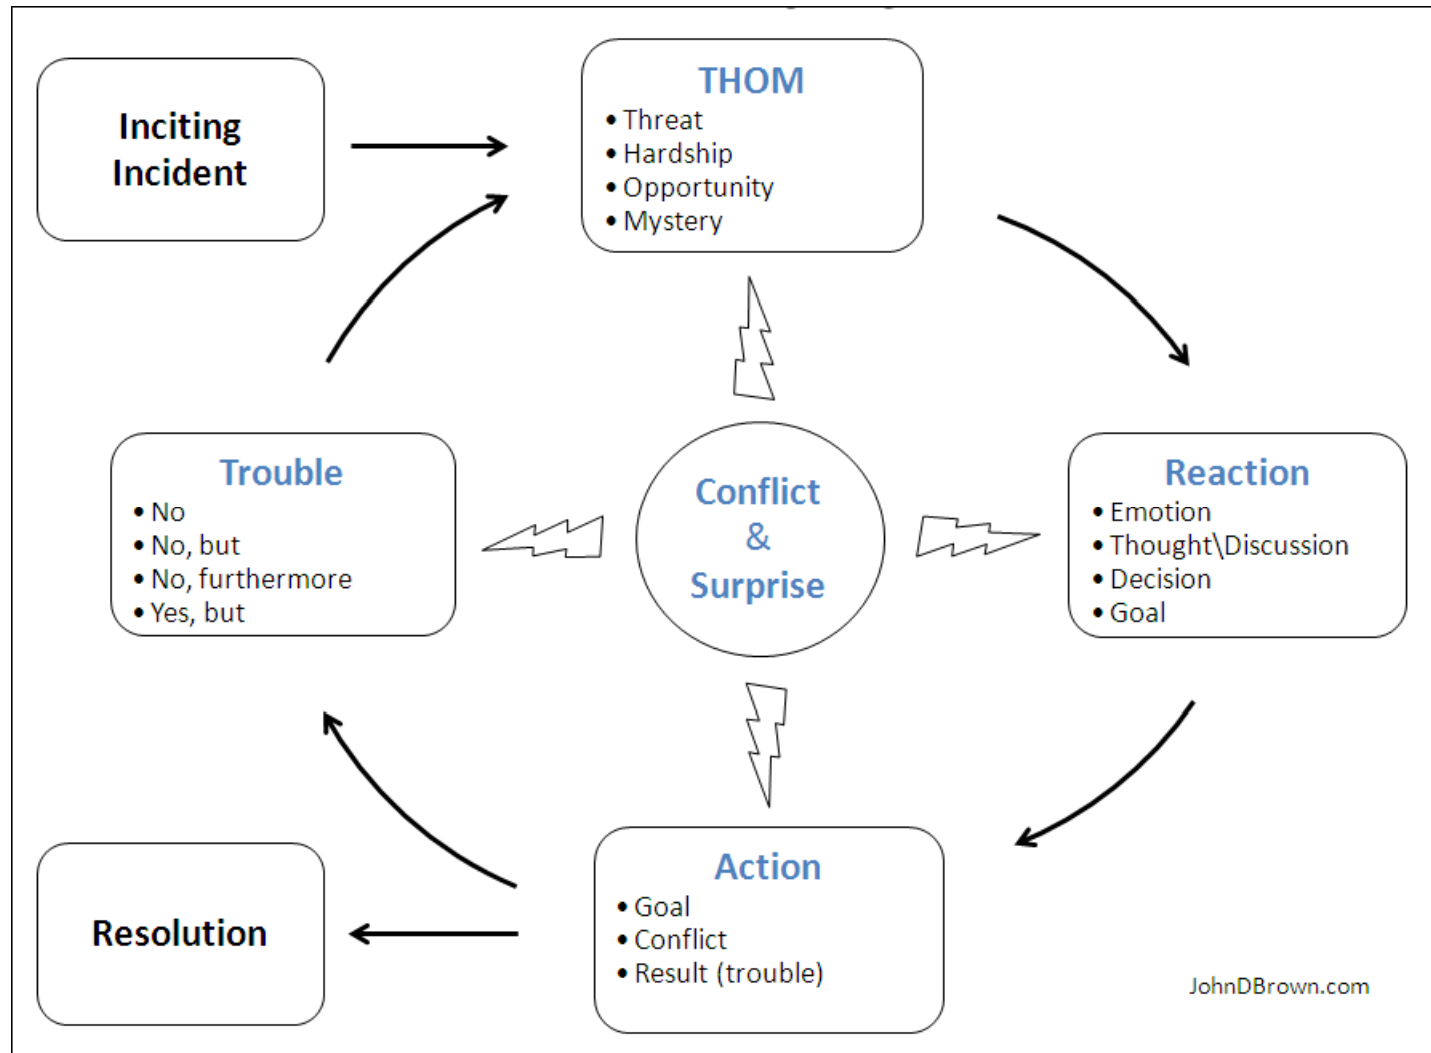 Inciting
Incident
THOM
• Threat
• Hardship
• Opportunity
• Mystery
Trouble
• No
• No, but
• No, furthermore
• Yes, but
Conflict
&
Surprise
Reaction
• Emotion
• Thought\Discussion
• Decision
• Goal
Resolution
Action
• Goal
• Conflict
• Result (trouble)
JohnDBrown.com